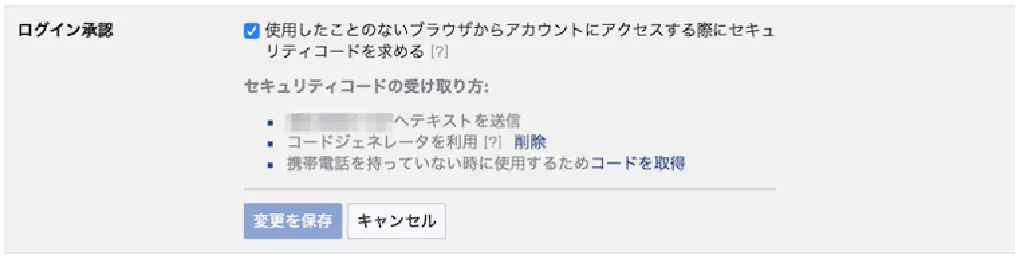 ログイン承認
使用したことのないブラウザからアカウントにアクセスする際にセキュ
リティコードを求める [?]
セキュリティコードの受け取り方:
へテキストを送信
コードジェネレータを利用 [?] 削除
携帯電話を持っていない時に使用するためコードを取得
変更を保存 キャンセル